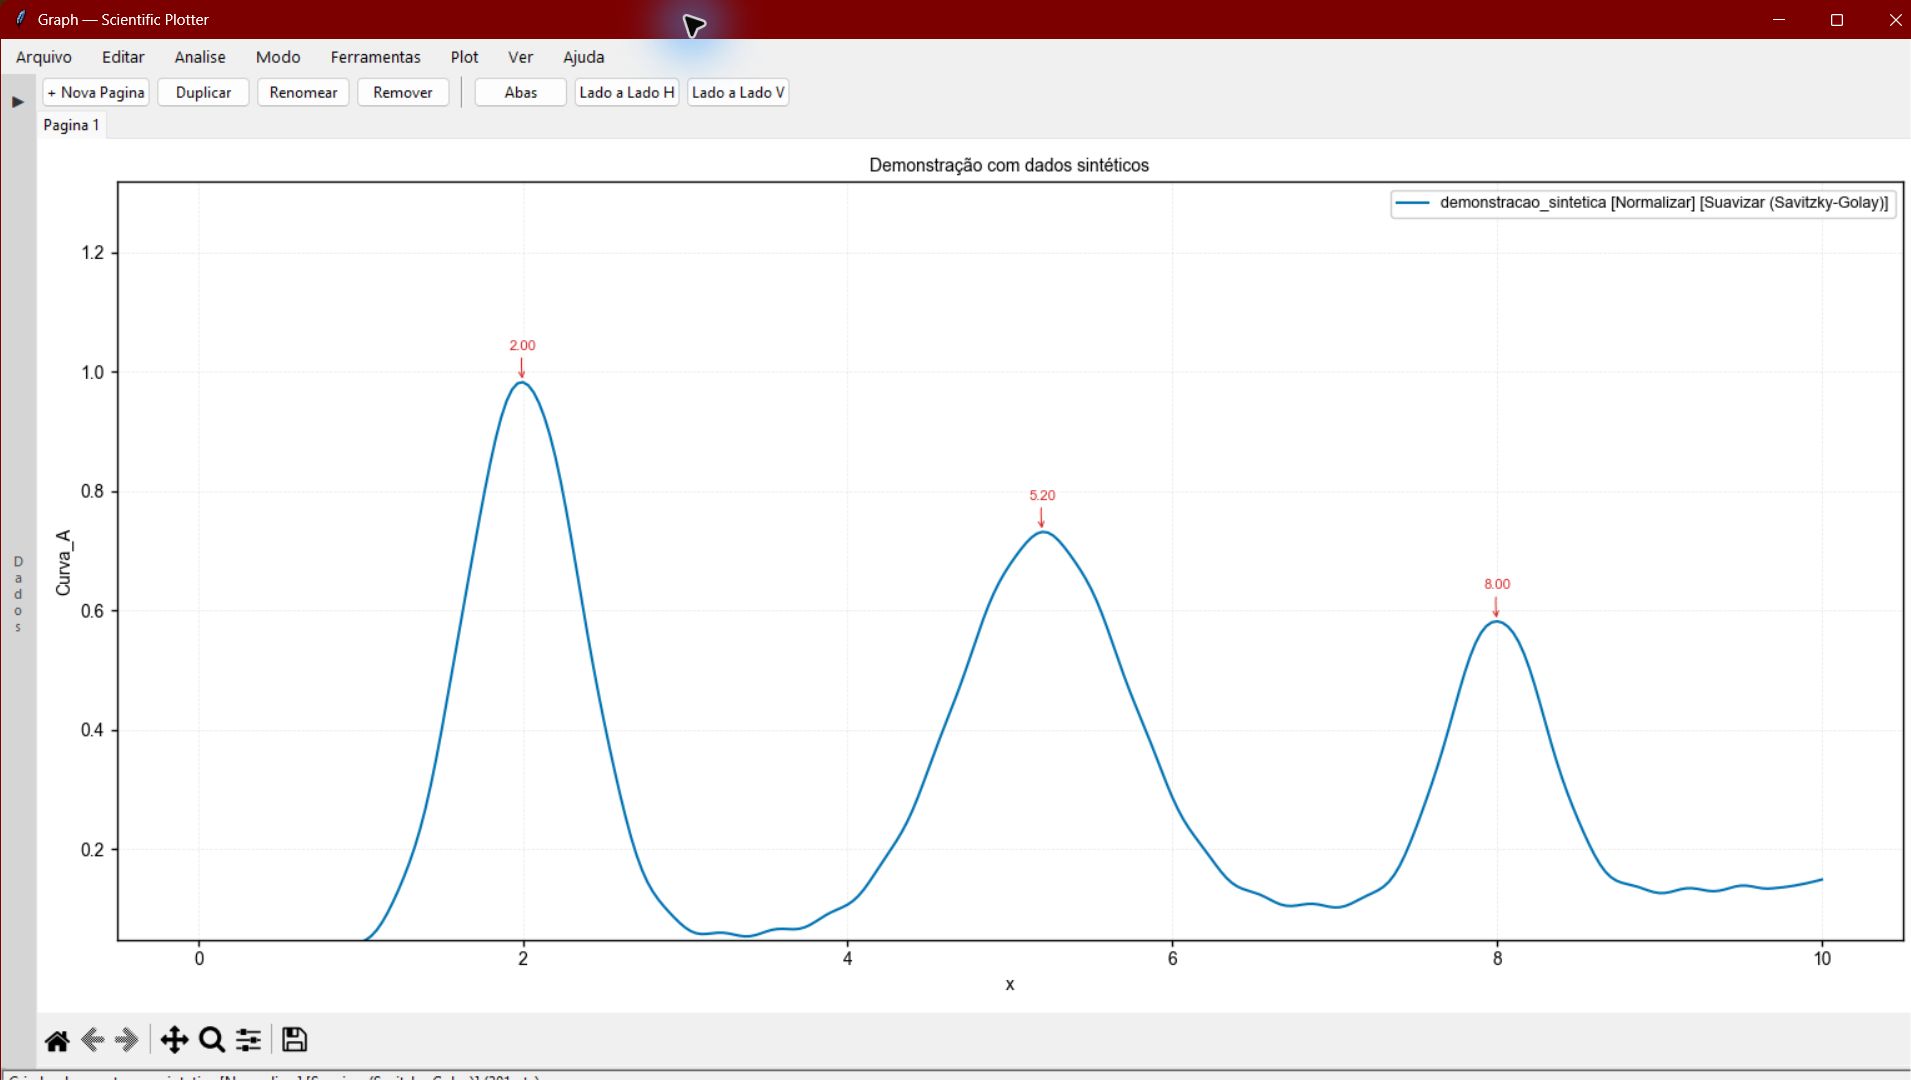 Graph — Scientific Plotter
Arquivo Editar Analise Modo Ferramentas Plot Ver Ajuda
+ Nova Pagina Duplicar Renomear Remover Abas Lado a Lado H Lado a Lado V
Pagina 1
Demonstração com dados sintéticos
demonstracao_sintetica [Normalizar] [Suavizar (Savitzky-Golay)]
1.2
2.00
1.0
5.20
0.8
Curva_A
8.00
0.6
0.4
0.2
Dados
0 2 4 6 8 10
x